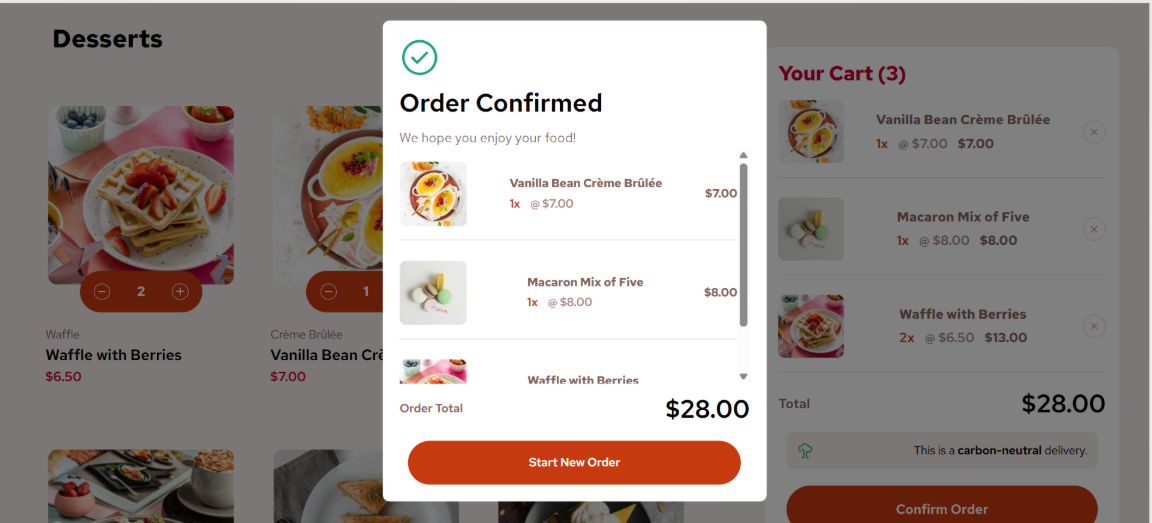 Desserts
2
Waffle
Waffle with Berries
$6.50
1
Crème Brûlée
Vanilla Bean Crè
$7.00
Order Confirmed
We hope you enjoy your food!
Vanilla Bean Crème Brûlée
1x @ $7.00
$7.00
Macaron Mix of Five
1x @ $8.00
$8.00
Waffle with Berries
Order Total $28.00
Start New Order
Your Cart (3)
Vanilla Bean Crème Brûlée
1x @ $7.00 $7.00
Macaron Mix of Five
1x @ $8.00 $8.00
Waffle with Berries
2x @ $6.50 $13.00
Total $28.00
This is a carbon-neutral delivery.
Confirm Order